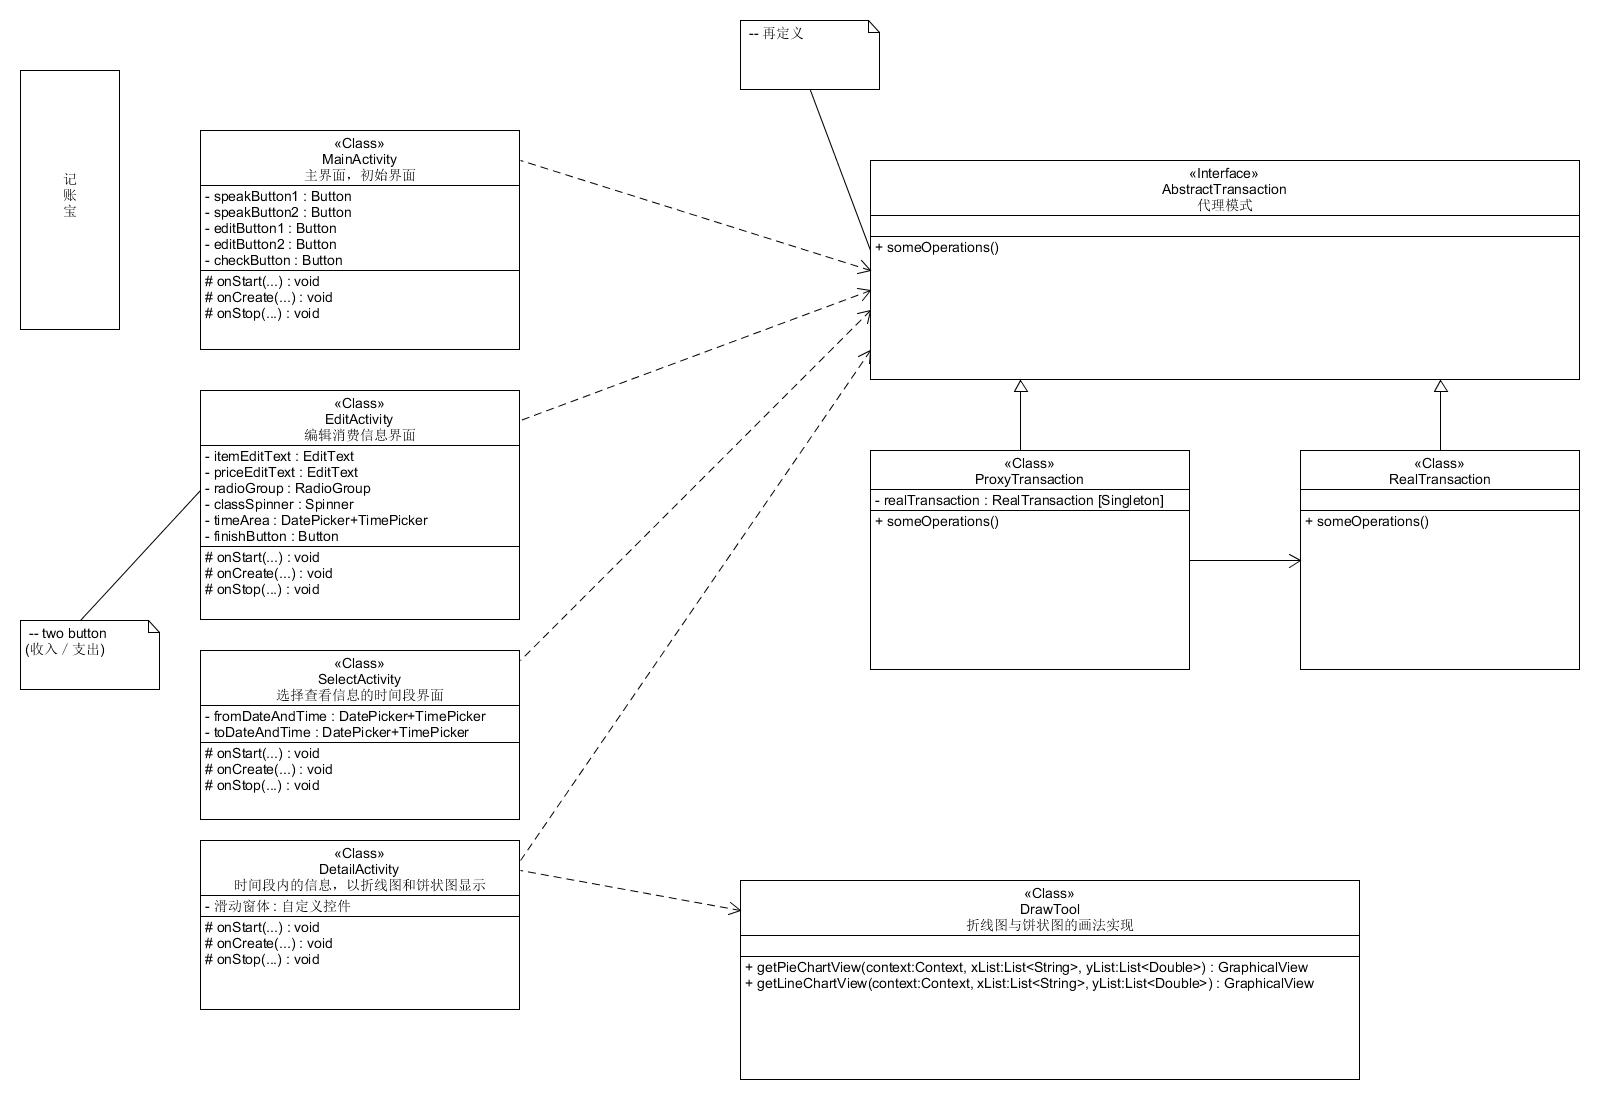 记
账
宝
-- 再定义
«Class»
MainActivity
主界面，初始界面
- speakButton1 : Button
- speakButton2 : Button
- editButton1 : Button
- editButton2 : Button
- checkButton : Button
# onStart(...) : void
# onCreate(...) : void
# onStop(...) : void
«Interface»
AbstractTransaction
代理模式
+ someOperations()
«Class»
EditActivity
编辑消费信息界面
- itemEditText : EditText
- priceEditText : EditText
- radioGroup : RadioGroup
- classSpinner : Spinner
- timeArea : DatePicker+TimePicker
- finishButton : Button
# onStart(...) : void
# onCreate(...) : void
# onStop(...) : void
-- two button
(收入 / 支出)
«Class»
ProxyTransaction
- realTransaction : RealTransaction [Singleton]
+ someOperations()
«Class»
RealTransaction
+ someOperations()
«Class»
SelectActivity
选择查看信息的时间段界面
- fromDateAndTime : DatePicker+TimePicker
- toDateAndTime : DatePicker+TimePicker
# onStart(...) : void
# onCreate(...) : void
# onStop(...) : void
«Class»
DetailActivity
时间段内的信息，以折线图和饼状图显示
- 滑动窗体 : 自定义控件
# onStart(...) : void
# onCreate(...) : void
# onStop(...) : void
«Class»
DrawTool
折线图与饼状图的画法实现
+ getPieChartView(context:Context, xList:List<String>, yList:List<Double>) : GraphicalView
+ getLineChartView(context:Context, xList:List<String>, yList:List<Double>) : GraphicalView